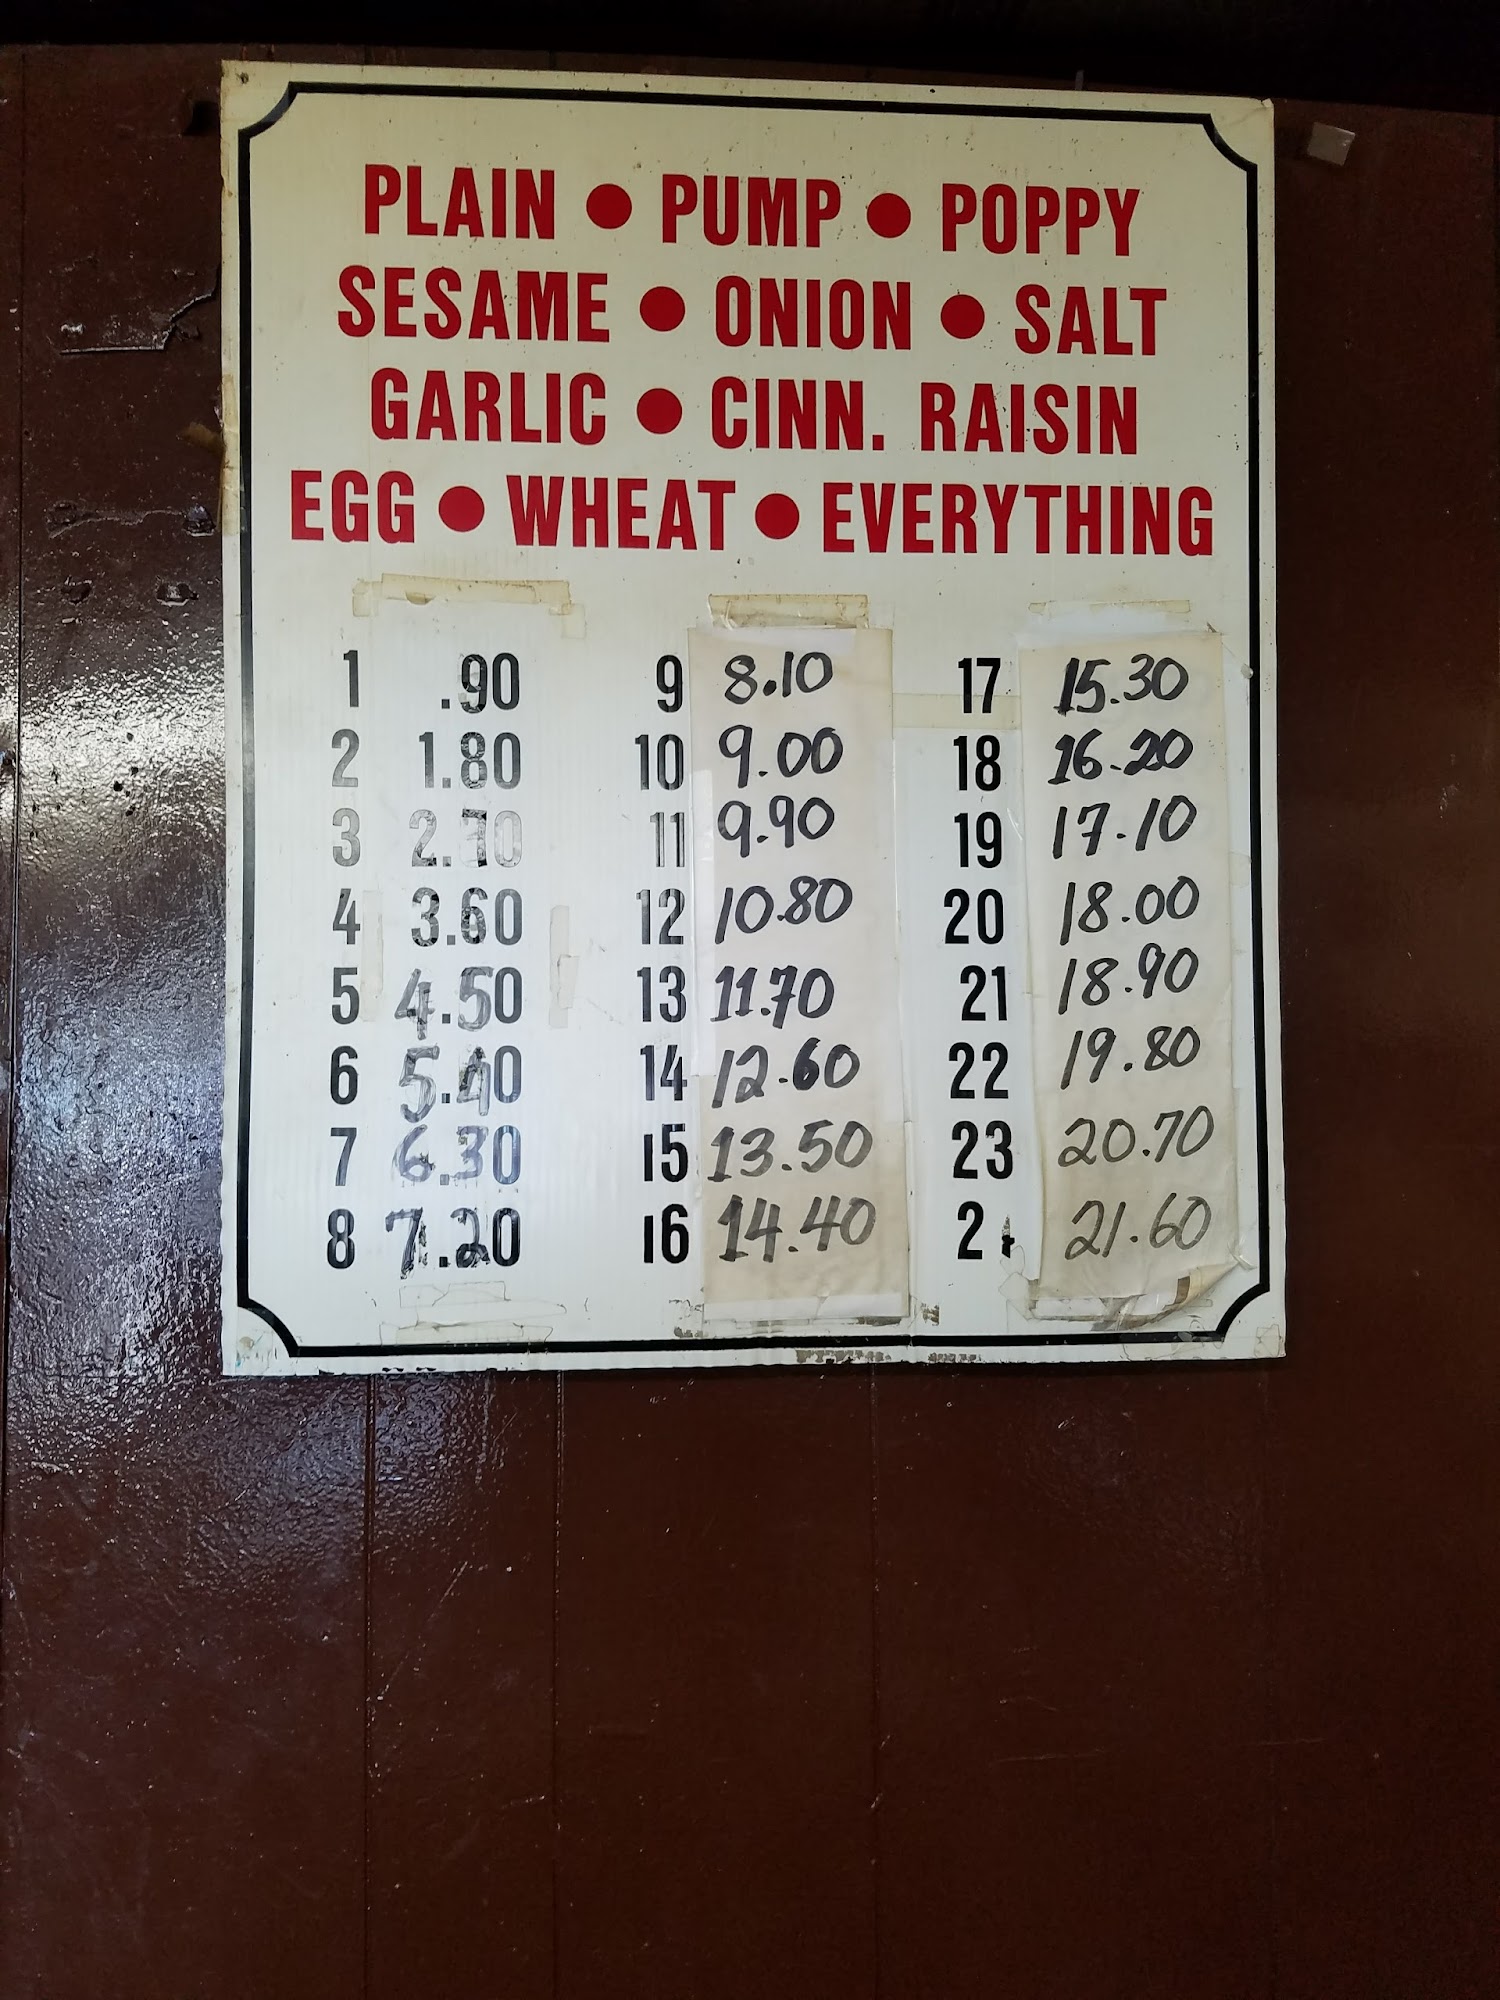 PLAIN • PUMP • POPPY
SESAME • ONION • SALT
GARLIC • CINN. RAISIN
EGG • WHEAT • EVERYTHING
1 .90 9 8.10 17 15.30
2 1.80 10 9.00 18 16.20
3 2.70 11 9.90 19 17.10
4 3.60 12 10.80 20 18.00
5 4.50 13 11.70 21 18.90
6 5.40 14 12.60 22 19.80
7 6.30 15 13.50 23 20.70
8 7.20 16 14.40 21.60